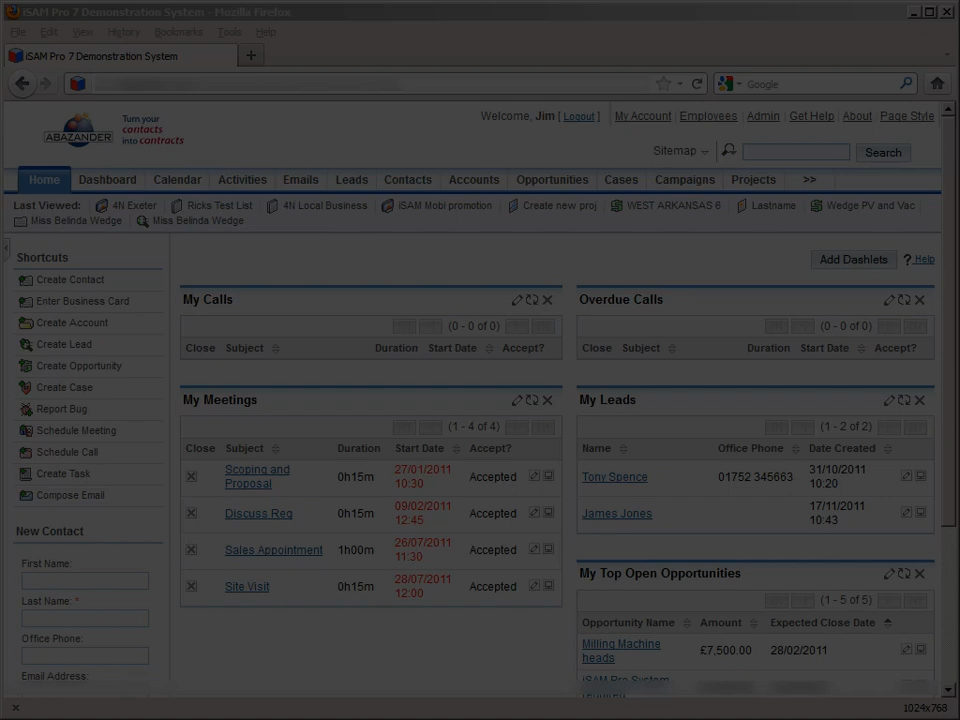 iSAM Pro 7 Demonstration System - Mozilla Firefox
File Edit View History Bookmarks Tools Help
iSAM Pro 7 Demonstration System
Google
ABAZANDER
Turn your
contacts
into contracts
Welcome, Jim [ Logout ] My Account Employees Admin Get Help About Page Style
Sitemap Search
Home Dashboard Calendar Activities Emails Leads Contacts Accounts Opportunities Cases Campaigns Projects >>
Last Viewed: 4N Exeter Ricks Test List 4N Local Business iSAM Mobi promotion Create new proj WEST ARKANSAS 6 Lastname Wedge PV and Vac
Miss Belinda Wedge Miss Belinda Wedge
Shortcuts
Create Contact
Enter Business Card
Create Account
Create Lead
Create Opportunity
Create Case
Report Bug
Schedule Meeting
Schedule Call
Create Task
Compose Email
New Contact
First Name:
Last Name: *
Office Phone:
Email Address:
Add Dashlets ? Help
My Calls
(0 - 0 of 0)
Close Subject Duration Start Date Accept?
Overdue Calls
(0 - 0 of 0)
Close Subject Duration Start Date Accept?
My Meetings
(1 - 4 of 4)
Close Subject Duration Start Date Accept?
Scoping and Proposal 0h15m 27/01/2011 10:30 Accepted
Discuss Req 0h15m 09/02/2011 12:45 Accepted
Sales Appointment 1h00m 26/07/2011 11:30 Accepted
Site Visit 0h15m 28/07/2011 12:00 Accepted
My Leads
(1 - 2 of 2)
Name Office Phone Date Created
Tony Spence 01752 345663 31/10/2011 10:20
James Jones 17/11/2011 10:43
My Top Open Opportunities
(1 - 5 of 5)
Opportunity Name Amount Expected Close Date
Milling Machine heads £7,500.00 28/02/2011
iSAM Pro System
required
1024x768